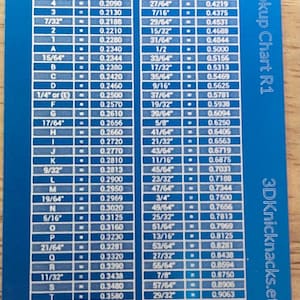 4 = 0.2090 27/64" = 0.4219
3 = 0.2130 7/16" = 0.4375
7/32" = 0.2188 29/64" = 0.4531
2 = 0.2210 15/32" = 0.4688
1 = 0.2280 31/64" = 0.4844
A = 0.2340 1/2 = 0.5000
15/64" = 0.2344 33/64" = 0.5156
B = 0.2380 17/32" = 0.5313
C = 0.2420 35/64" = 0.5469
D = 0.2460 9/16" = 0.5625
1/4" or (E) = 0.2500 37/64" = 0.5781
F = 0.2570 19/32" = 0.5938
G = 0.2610 39/64" = 0.6094
17/64" = 0.2656 5/8" = 0.6250
H = 0.2660 41/64" = 0.6406
I = 0.2720 21/32" = 0.6563
J = 0.2770 43/64" = 0.6719
K = 0.2810 11/16" = 0.6875
9/32" = 0.2813 45/64" = 0.7031
L = 0.2900 23/32" = 0.7188
M = 0.2950 47/64" = 0.7344
19/64" = 0.2969 3/4" = 0.7500
N = 0.3020 49/64" = 0.7656
5/16" = 0.3125 25/32" = 0.7813
O = 0.3160 51/64" = 0.7969
P = 0.3230 13/16" = 0.8125
21/64" = 0.3281 53/64" = 0.8281
Q = 0.3320 27/32" = 0.8438
R = 0.3390 55/64" = 0.8594
11/32" = 0.3438 7/8" = 0.8750
S = 0.3480 57/64" = 0.8906
T = 0.3580 29/32" = 0.9063
okup Chart R1
3DKnicknacks.e